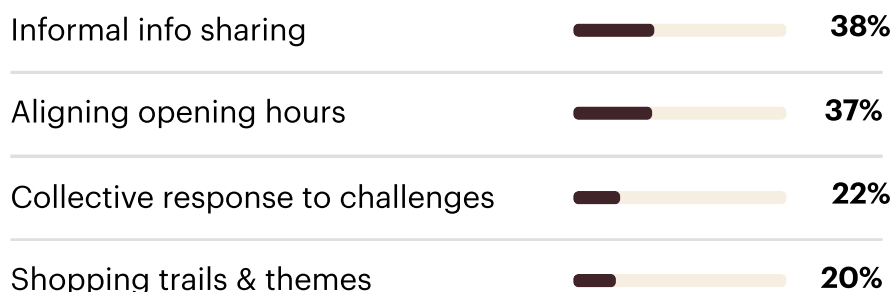 Informal info sharing 38%
Aligning opening hours 37%
Collective response to challenges 22%
Shopping trails & themes 20%